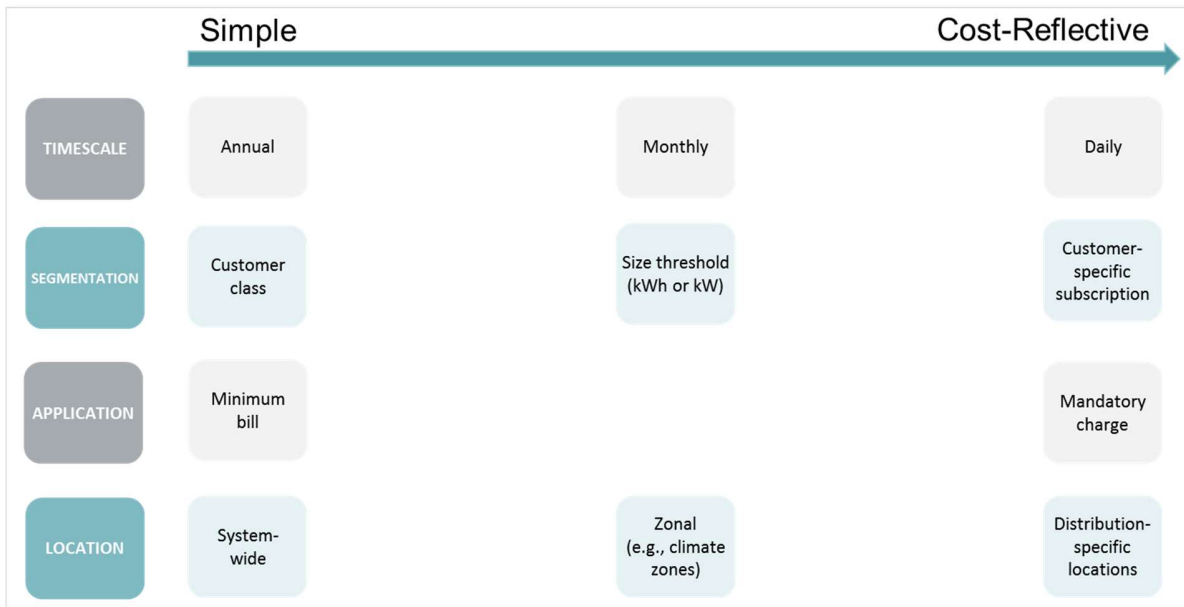 Simple Cost-Reflective
TIMESCALE Annual Monthly Daily
SEGMENTATION
Customer
class
Size threshold
(kWh or kW)
Customer-
specific
subscription
APPLICATION
Minimum
bill
Mandatory
charge
LOCATION
System-
wide
Zonal
(e.g., climate
zones)
Distribution-
specific
locations